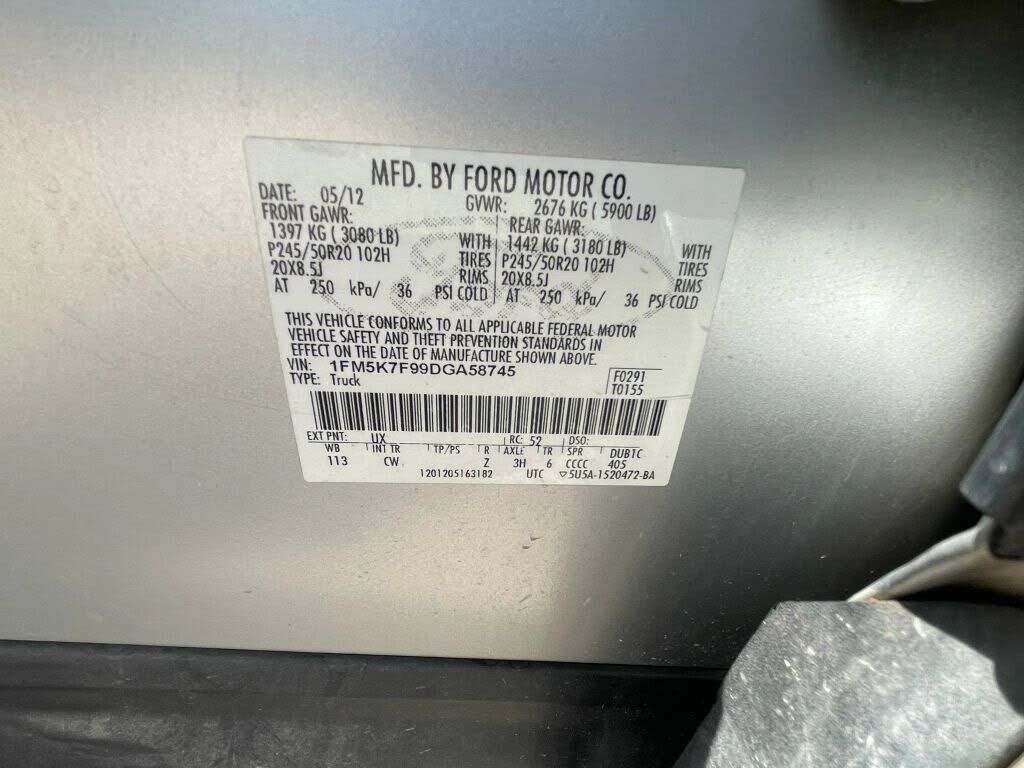 MFD. BY FORD MOTOR CO.
DATE: 05/12 GVWR: 2676 KG ( 5900 LB)
FRONT GAWR: REAR GAWR:
1397 KG ( 3080 LB) WITH 1442 KG ( 3180 LB) WITH
P245/50R20 102H TIRES P245/50R20 102H TIRES
20X8.5J RIMS 20X8.5J RIMS
AT 250 kPa/ 36 PSI COLD AT 250 kPa/ 36 PSI COLD
THIS VEHICLE CONFORMS TO ALL APPLICABLE FEDERAL MOTOR
VEHICLE SAFETY AND THEFT PREVENTION STANDARDS IN
EFFECT ON THE DATE OF MANUFACTURE SHOWN ABOVE.
VIN: 1FM5K7F99DGA58745
TYPE: Truck
F0291
T0155
EXT PNT: UX RC: 52 DSO:
WB INT TR TP/PS R AXLE TR SPR DUBTC
113 CW Z 3H 6 CCCC 405
1201205163182 UTC ▽5U5A-1520472-BA